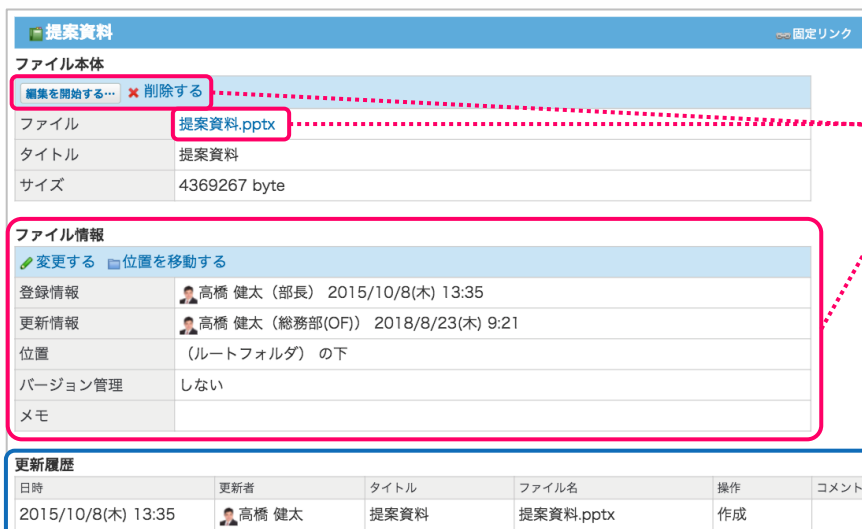 提案資料 固定リンク
ファイル本体
編集を開始する… 削除する
ファイル 提案資料.pptx
タイトル 提案資料
サイズ 4369267 byte
ファイル情報
変更する 位置を移動する
登録情報 高橋 健太（部長） 2015/10/8(木) 13:35
更新情報 高橋 健太（総務部(OF)） 2018/8/23(木) 9:21
位置 （ルートフォルダ） の下
バージョン管理 しない
メモ
更新履歴
日時 更新者 タイトル ファイル名 操作 コメント
2015/10/8(木) 13:35 高橋 健太 提案資料 提案資料.pptx 作成